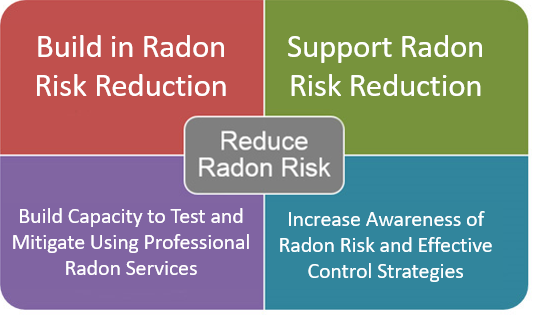 Build in Radon
Risk Reduction
Support Radon
Risk Reduction
Reduce
Radon Risk
Build Capacity to Test and
Mitigate Using Professional
Radon Services
Increase Awareness of
Radon Risk and Effective
Control Strategies